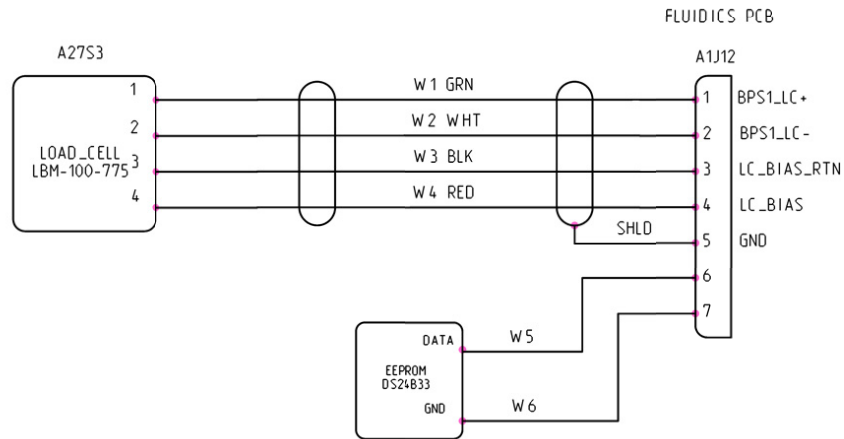 FLUIDICS PCB
A27S3
A1J12
1
W1 GRN
1
BPS1_LC+
2
W2 WHT
2
BPS1_LC-
LOAD_CELL
LBM-100-775
3
W3 BLK
3
LC_BIAS_RTN
4
W4 RED
4
LC_BIAS
SHLD
5
GND
6
7
DATA
W5
EEPROM
DS24B33
GND
W6